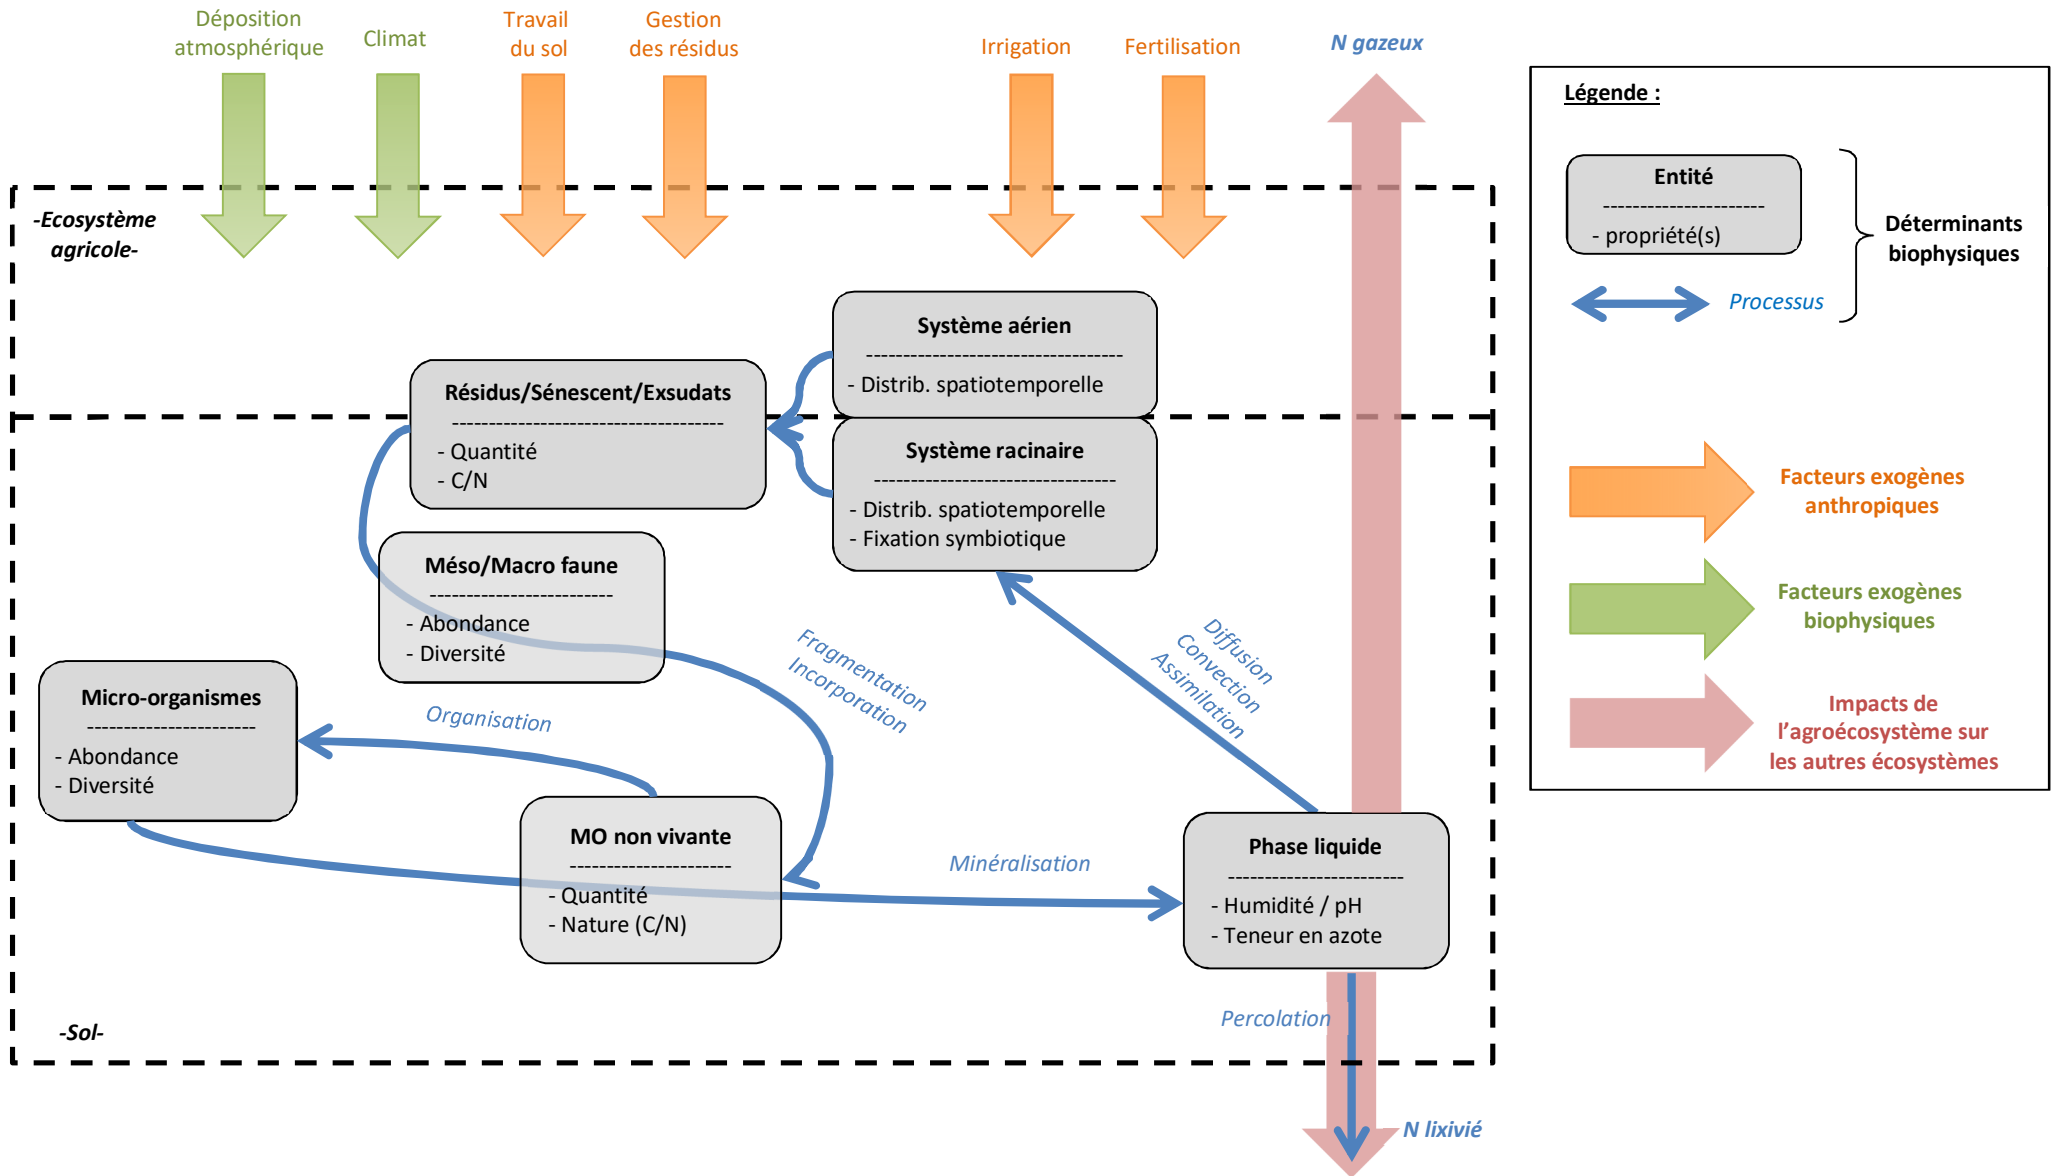 Déposition
atmosphérique
Climat
Travail
du sol
Gestion
des résidus
Irrigation
Fertilisation
N gazeux
-Ecosystème
agricole-
Système aérien
- Distrib. spatiotemporelle
Résidus/Sénescent/Exsudats
- Quantité
- C/N
Système racinaire
- Distrib. spatiotemporelle
- Fixation symbiotique
Méso/Macro faune
- Abondance
- Diversité
Fragmentation
Incorporation
Diffusion
Convection
Assimilation
Micro-organismes
- Abondance
- Diversité
Organisation
MO non vivante
- Quantité
- Nature (C/N)
Minéralisation
Phase liquide
- Humidité / pH
- Teneur en azote
Percolation
-Sol-
N lixivié
Légende :
Entité
- propriété(s)
Processus
Déterminants
biophysiques
Facteurs exogènes
anthropiques
Facteurs exogènes
biophysiques
Impacts de
l’agroécosystème sur
les autres écosystèmes